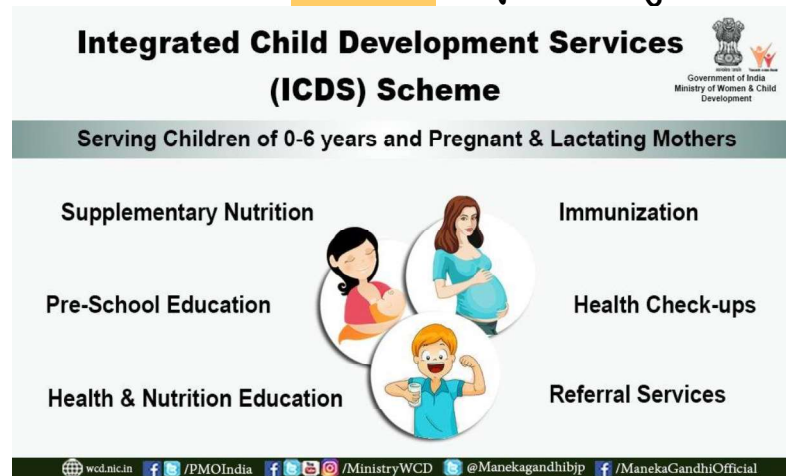 Integrated Child Development Services
(ICDS) Scheme
Government of India
Ministry of Women & Child
Development
Serving Children of 0-6 years and Pregnant & Lactating Mothers
Supplementary Nutrition
Immunization
Pre-School Education
Health Check-ups
Health & Nutrition Education
Referral Services
wcd.nic.in /PMOIndia /MinistryWCD @Manekagandhibjp /ManekaGandhiOfficial